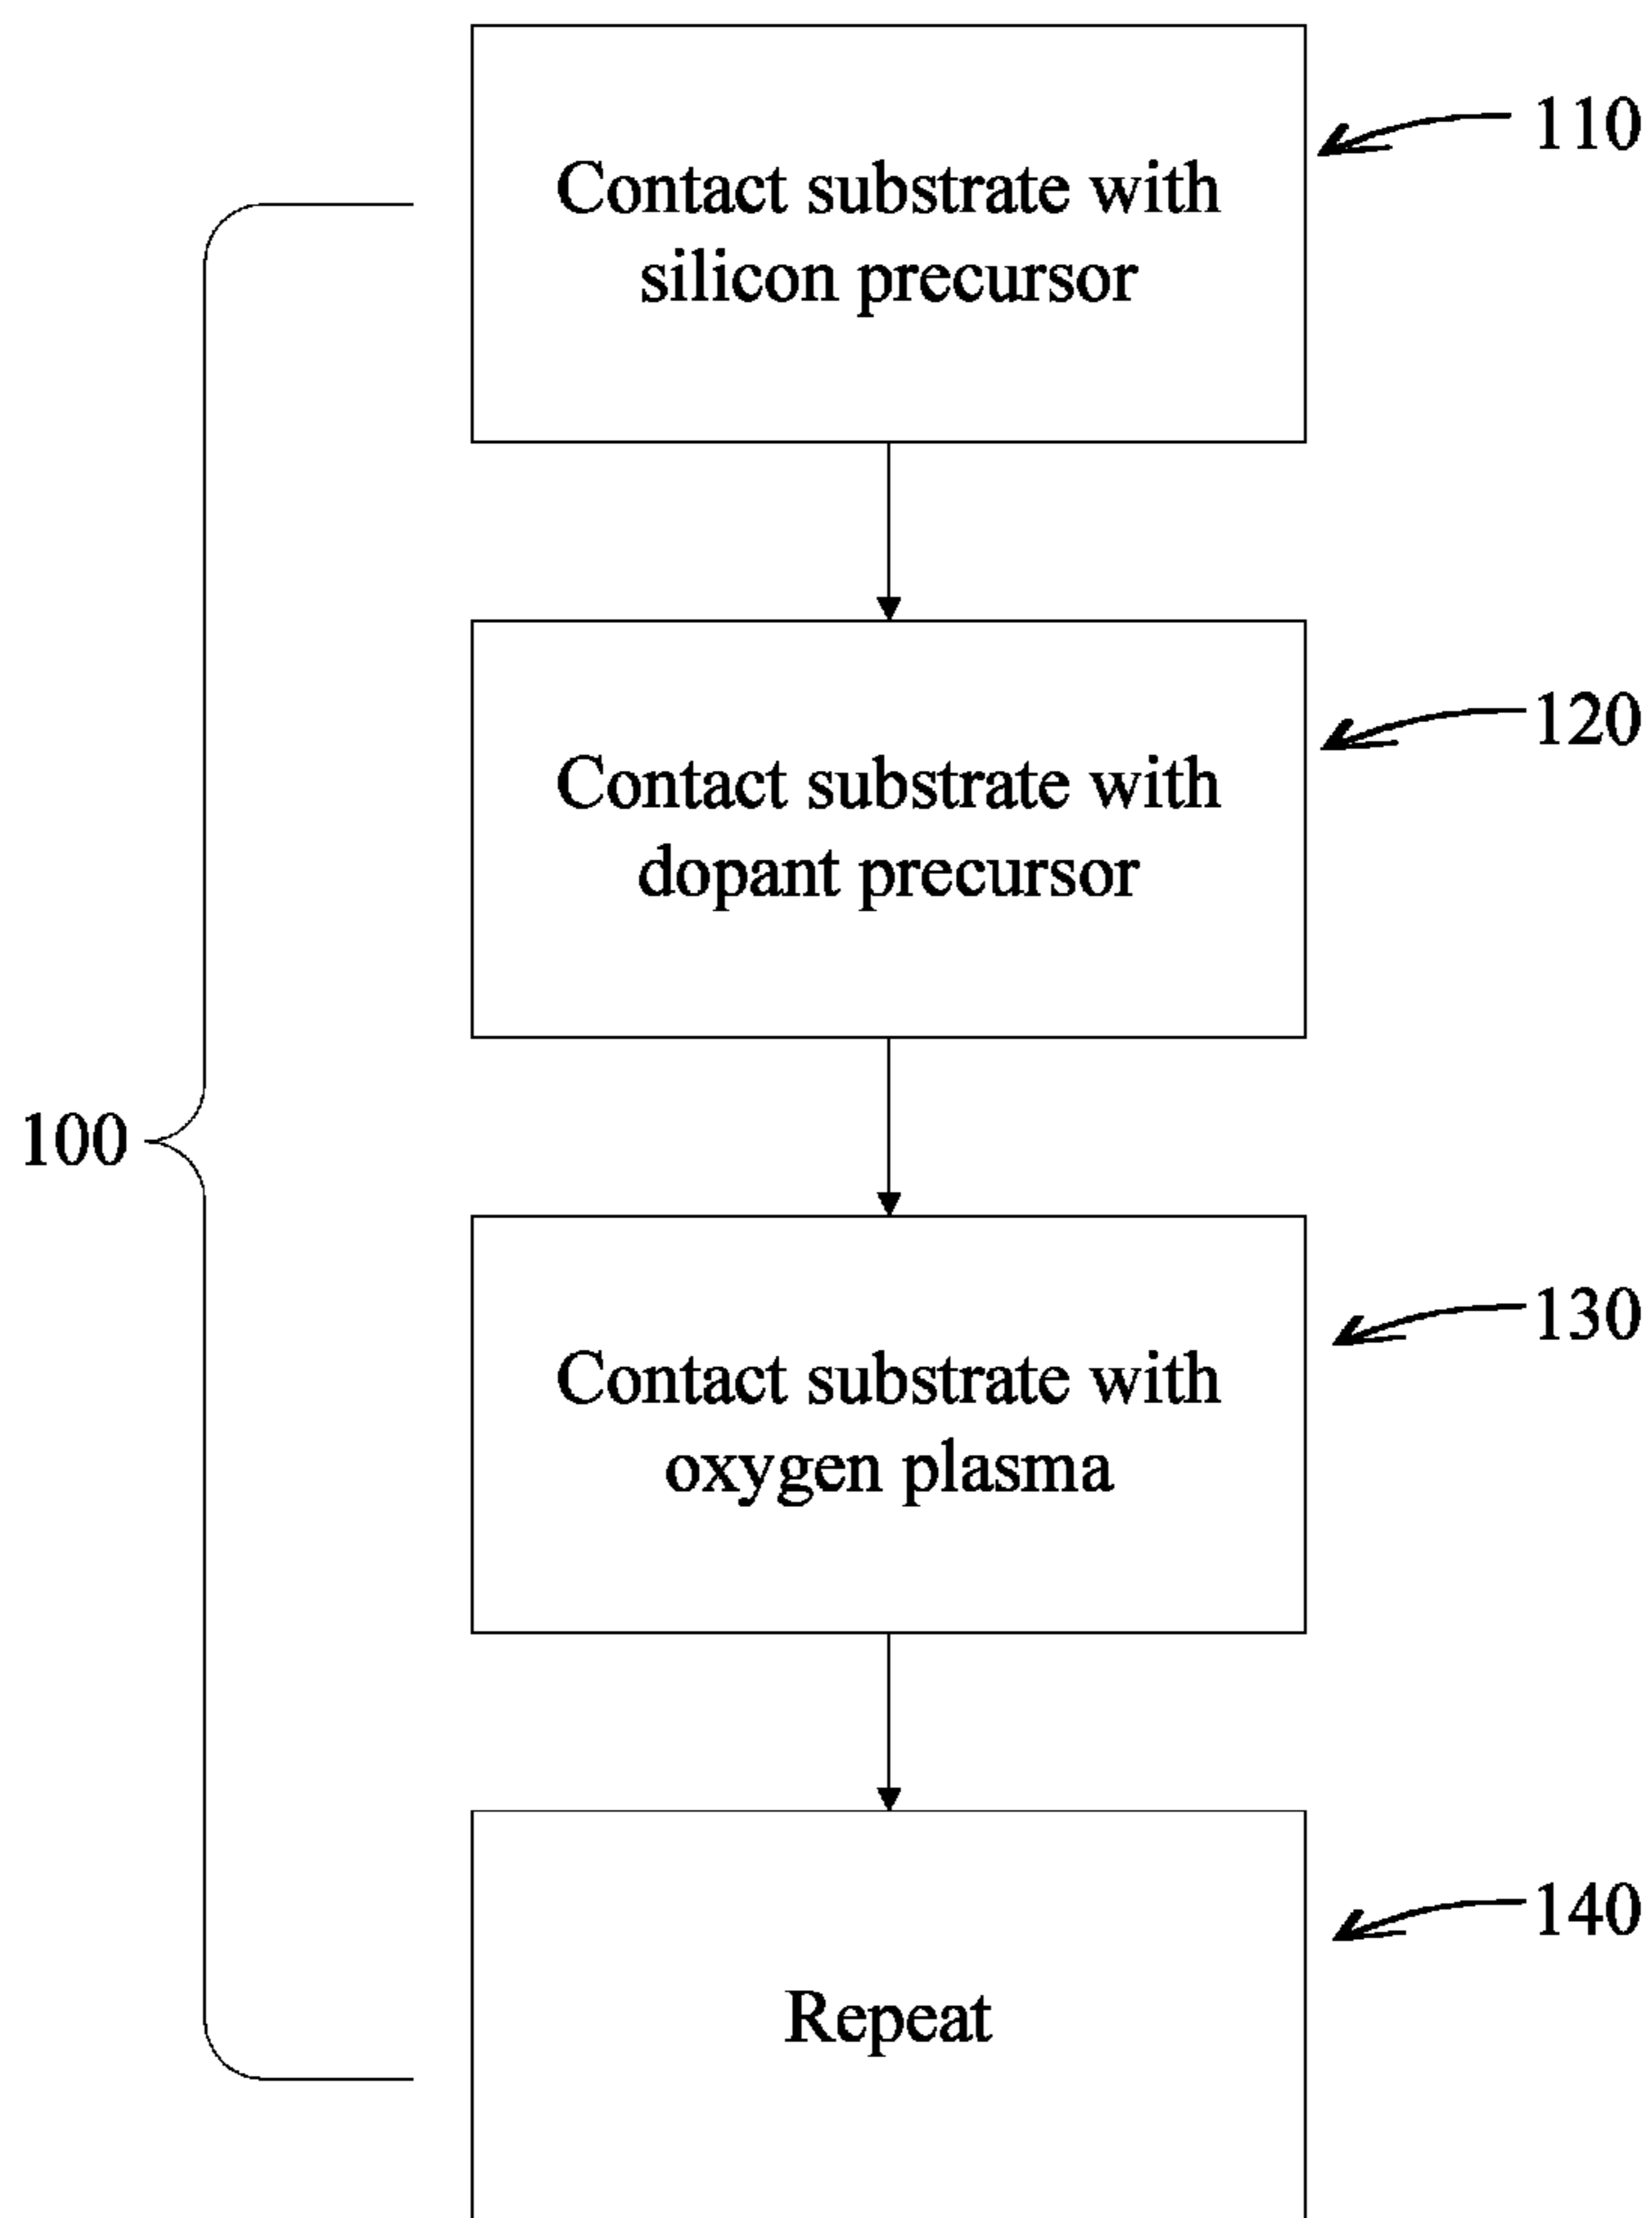 Contact substrate with
silicon precursor
110
Contact substrate with
dopant precursor
120
100
Contact substrate with
oxygen plasma
130
Repeat
140